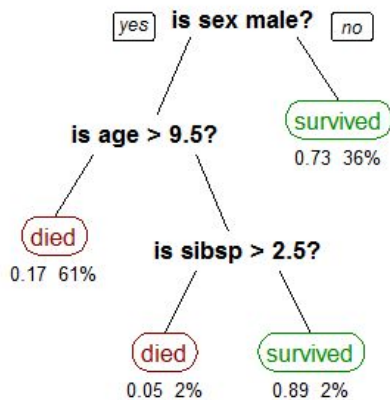 yes is sex male? no
survived
0.73 36%
is age > 9.5?
died
0.17 61%
is sibsp > 2.5?
died
0.05 2%
survived
0.89 2%